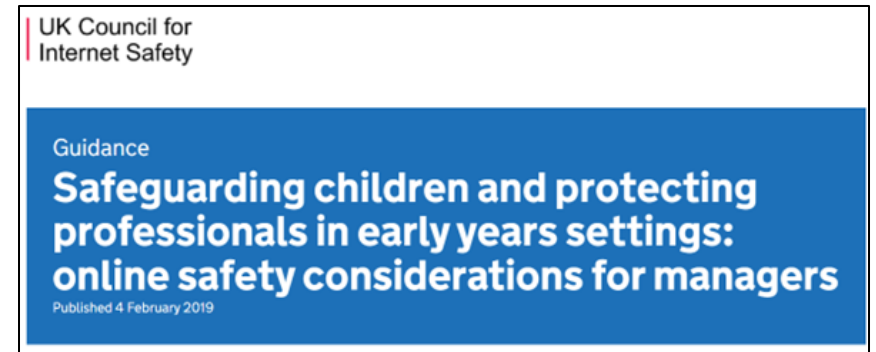 UK Council for
Internet Safety
Guidance
Safeguarding children and protecting
professionals in early years settings:
online safety considerations for managers
Published 4 February 2019